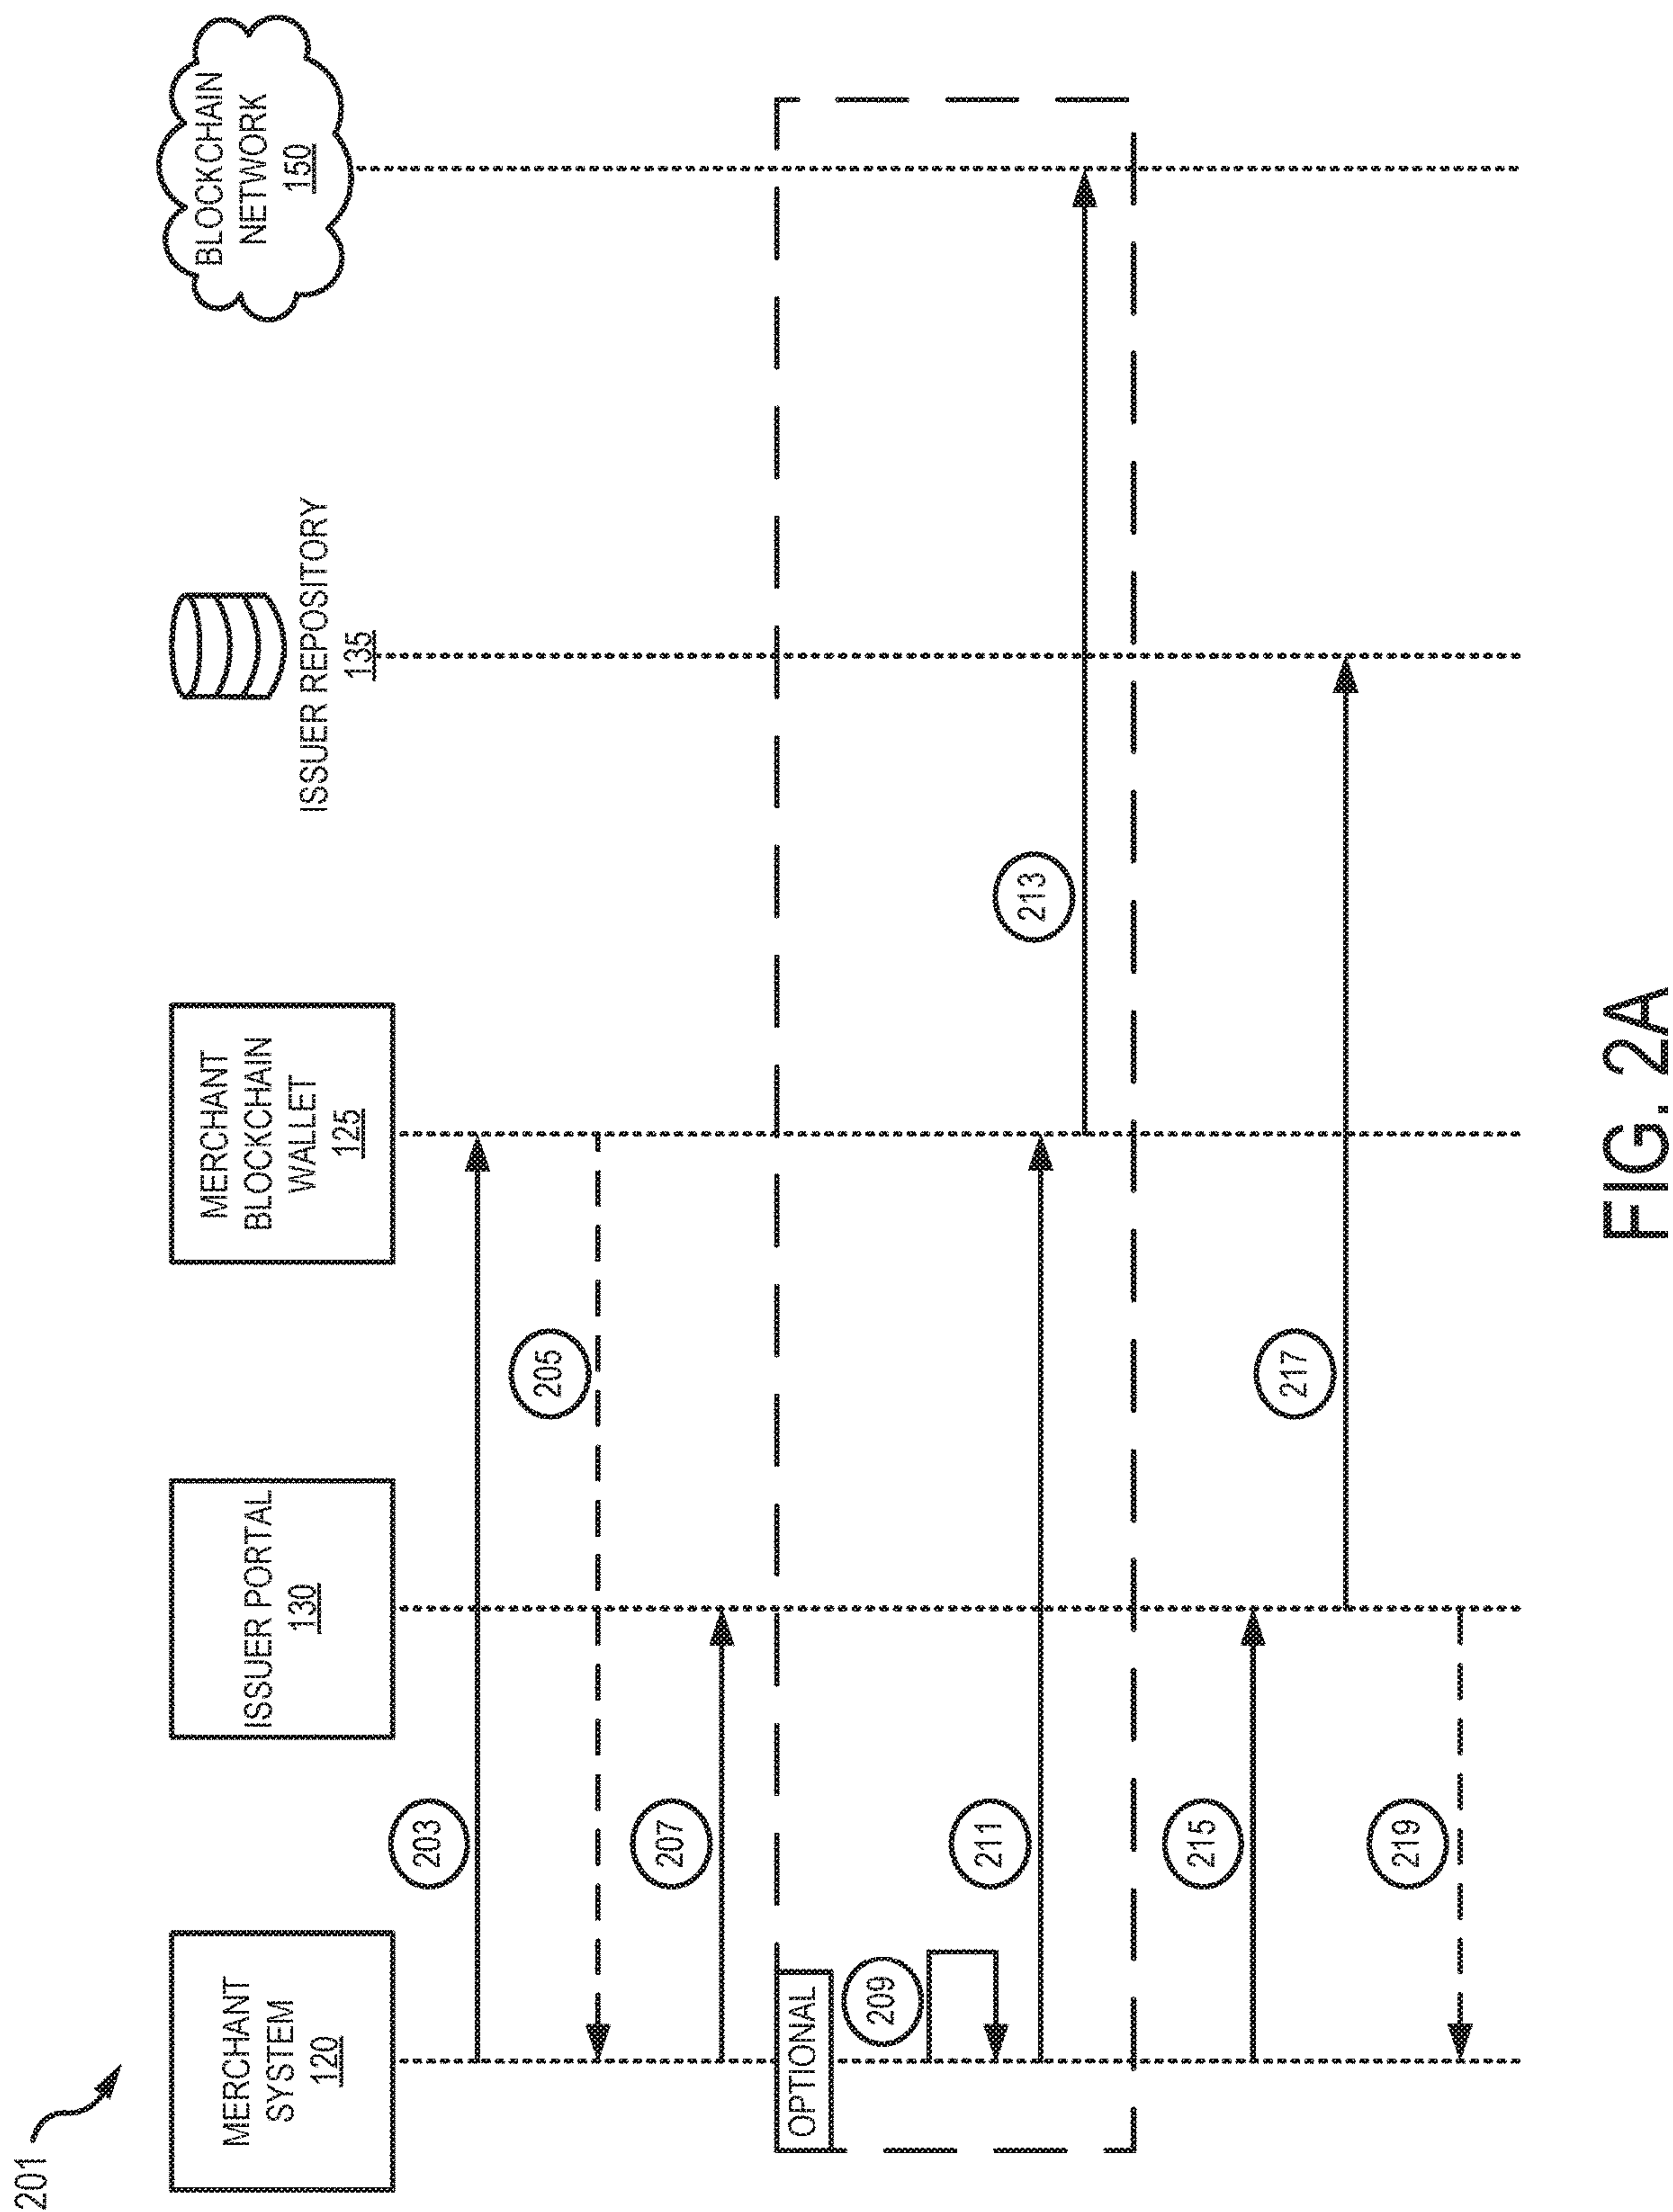 201
MERCHANT
SYSTEM
120
ISSUER PORTAL
130
MERCHANT
BLOCKCHAIN
WALLET
125
ISSUER REPOSITORY
135
BLOCKCHAIN
NETWORK
150
203
205
207
OPTIONAL
209
211
213
215
217
219
FIG. 2A